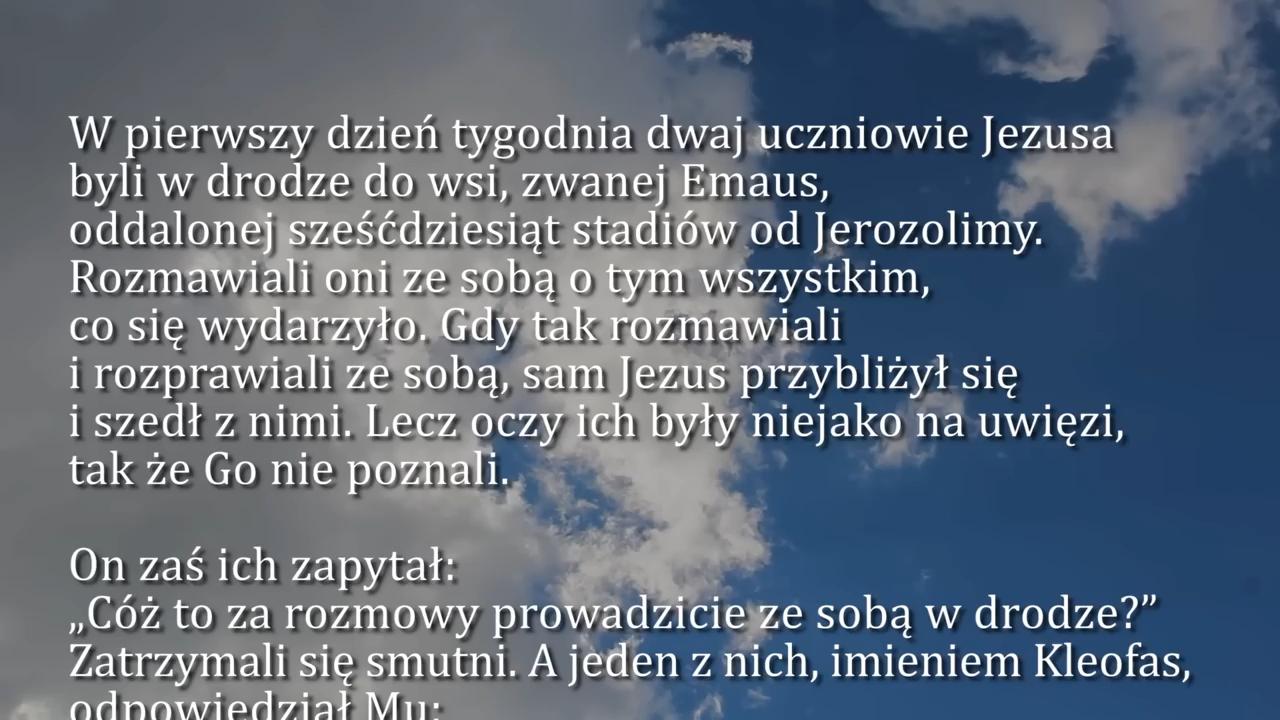 W pierwszy dzień tygodnia dwaj uczniowie Jezusa
byli w drodze do wsi, zwanej Emaus,
oddalonej sześćdziesiąt stadiów od Jerozolimy.
Rozmawiali oni ze sobą o tym wszystkim,
co się wydarzyło. Gdy tak rozmawiali
i rozprawiali ze sobą, sam Jezus przybliżył się
i szedł z nimi. Lecz oczy ich były niejako na uwięzi,
tak że Go nie poznali.
On zaś ich zapytał:
„Cóż to za rozmowy prowadzicie ze sobą w drodze?”
Zatrzymali się smutni. A jeden z nich, imieniem Kleofas,
odpowiedział Mu: